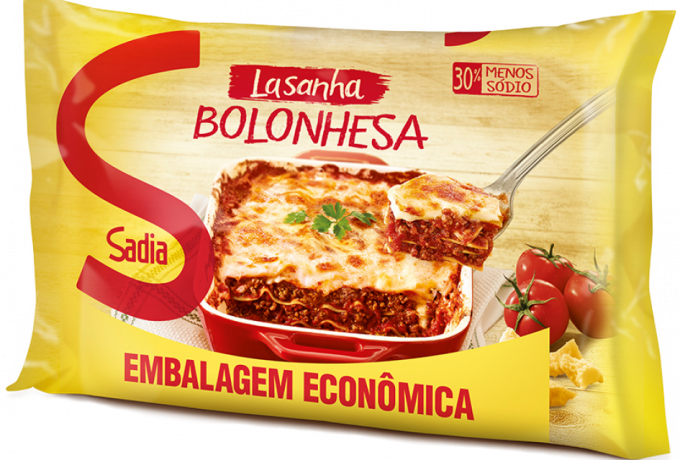 Lasanha
BOLONHESA
30% MENOS
SÓDIO
Sadia
EMBALAGEM ECONÔMICA